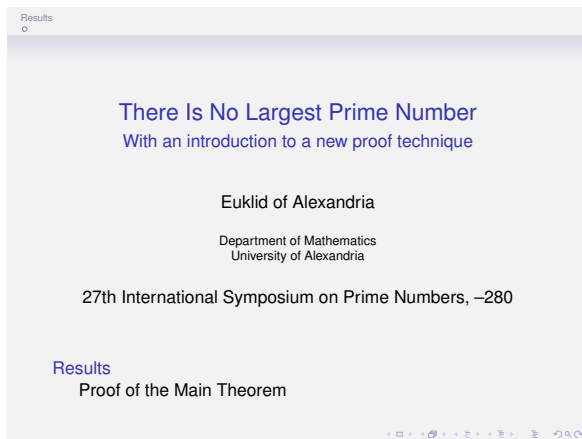 Results
There Is No Largest Prime Number
With an introduction to a new proof technique
Euklid of Alexandria
Department of Mathematics
University of Alexandria
27th International Symposium on Prime Numbers, –280
Results
Proof of the Main Theorem